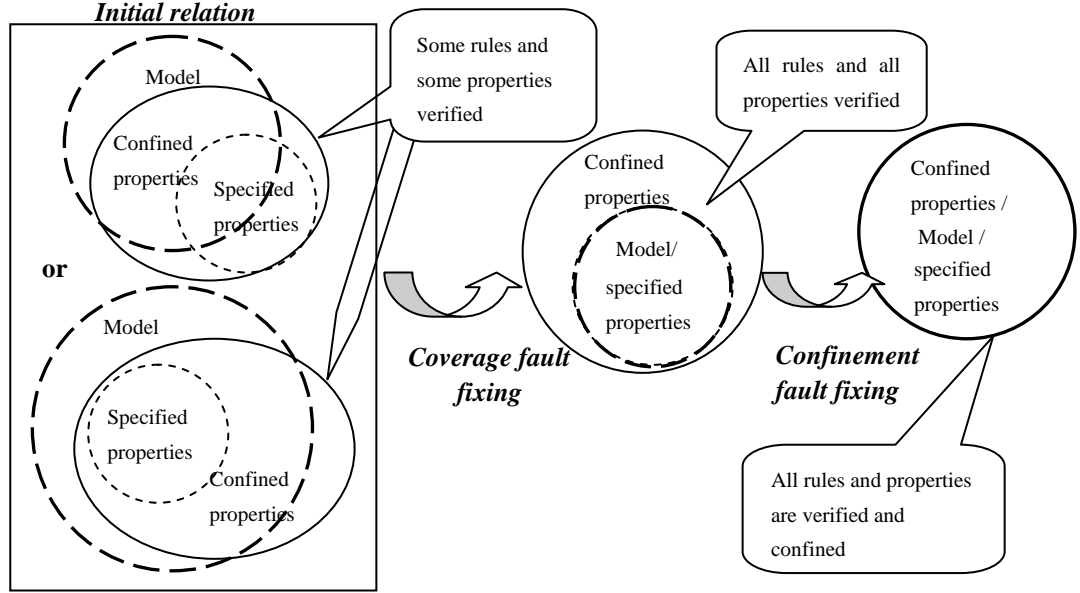 Initial relation
Model
Confined
properties
Specified
properties
or
Model
Specified
properties
Confined
properties
Some rules and
some properties
verified
Coverage fault
fixing
Confined
properties
Model/
specified
properties
All rules and all
properties verified
Confinement
fault fixing
Confined
properties /
Model /
specified
properties
All rules and properties
are verified and
confined